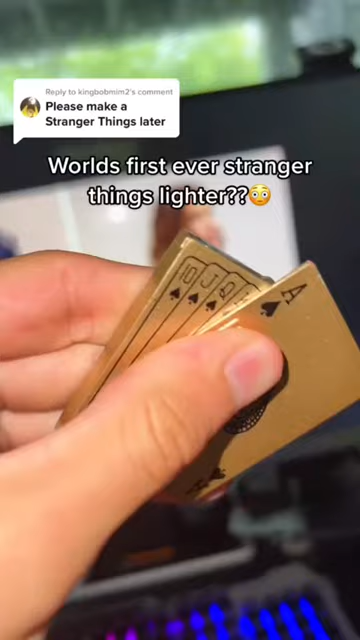 Reply to kingbobmim2's comment
Please make a
Stranger Things later
Worlds first ever stranger
things lighter??😳
10 J Q
A